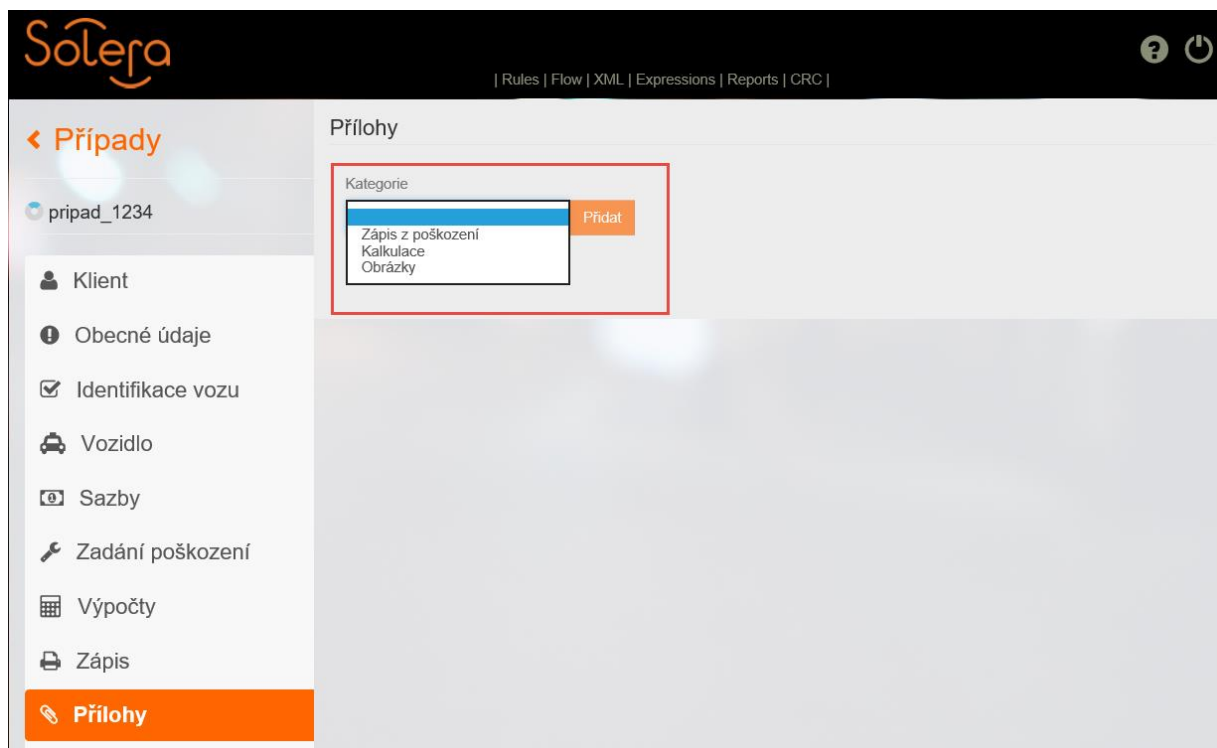 Solera
| Rules | Flow | XML | Expressions | Reports | CRC |
Případy
pripad_1234
Klient
Obecné údaje
Identifikace vozu
Vozidlo
Sazby
Zadání poškození
Výpočty
Zápis
Přílohy
Přílohy
Kategorie
Přidat
Zápis z poškození
Kalkulace
Obrázky